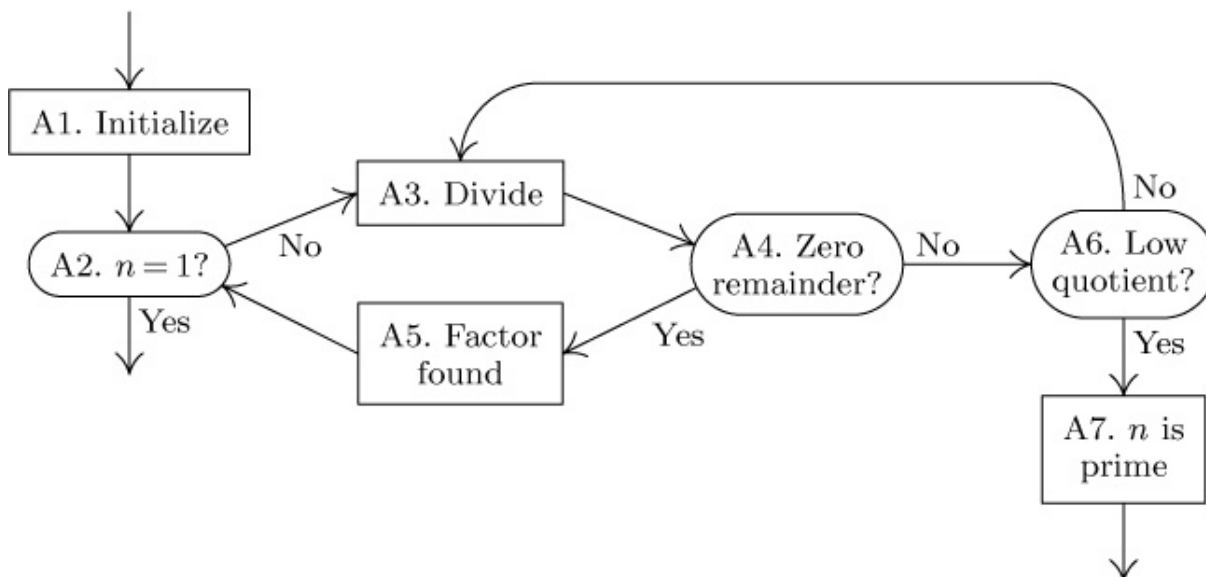 A1. Initialize
A2. n = 1?
Yes
No
A3. Divide
A5. Factor
found
A4. Zero
remainder?
Yes
No
A6. Low
quotient?
No
Yes
A7. n is
prime